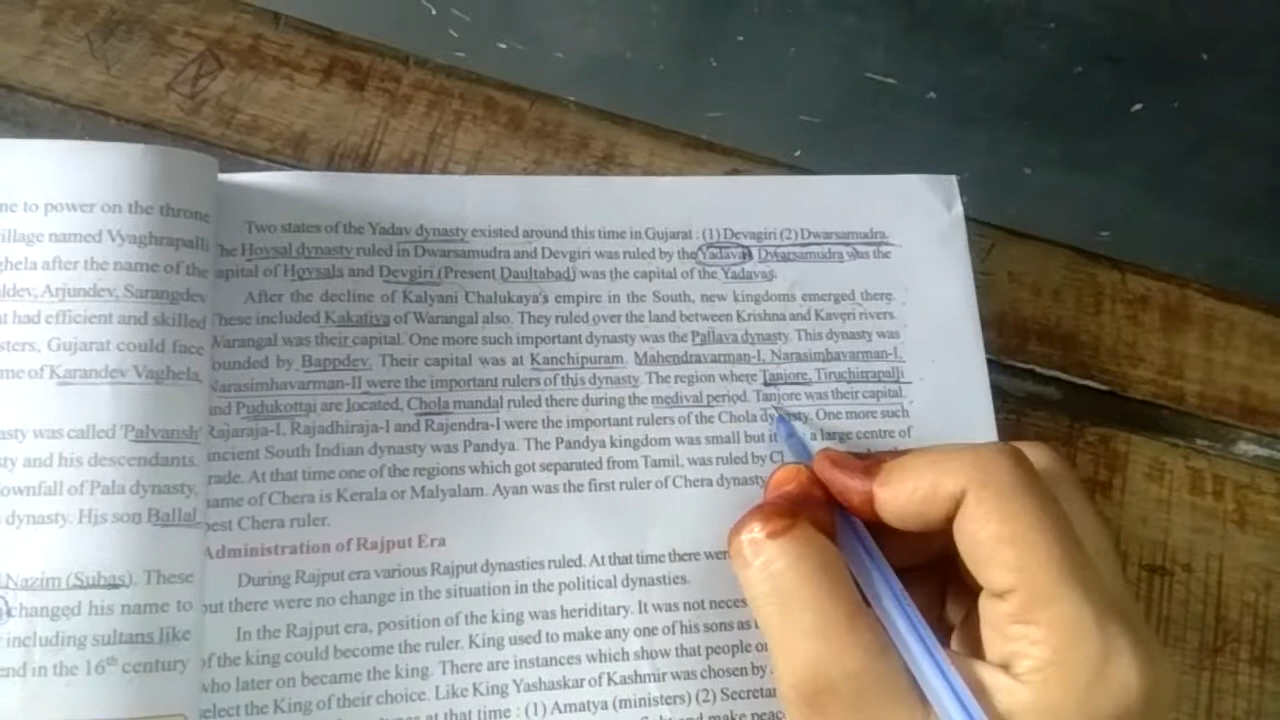 ne to power on the throne
illage named Vyaghrapalli
ghela after the name of the
ldev, Arjundev, Sarangdev
at had efficient and skilled
sters, Gujarat could face
me of Karandev Vaghela,
asty was called 'Palvansh'
ty and his descendants.
ownfall of Pala dynasty,
dynasty. His son Ballal
Nazim (Subas). These
changed his name to
including sultans like
end in the 16th century
Two states of the Yadav dynasty existed around this time in Gujarat : (1) Devagiri (2) Dwarsamudra.
The Hoysal dynasty ruled in Dwarsamudra and Devgiri was ruled by the Yadavas. Dwarsamudra was the
apital of Hoysals and Devgiri (Present Daultabad) was the capital of the Yadavas.
After the decline of Kalyani Chalukaya's empire in the South, new kingdoms emerged there.
These included Kakatiya of Warangal also. They ruled over the land between Krishna and Kaveri rivers.
Warangal was their capital. One more such important dynasty was the Pallava dynasty. This dynasty was
ounded by Bappdev. Their capital was at Kanchipuram. Mahendravarman-I, Narasimhavarman-I,
Narasimhavarman-II were the important rulers of this dynasty. The region where Tanjore, Tiruchirrapalli
and Pudukottai are located, Chola mandal ruled there during the medival period. Tanjore was their capital.
Rajaraja-I, Rajadhiraja-I and Rajendra-I were the important rulers of the Chola dynasty. One more such
ancient South Indian dynasty was Pandya. The Pandya kingdom was small but it a large centre of
rade. At that time one of the regions which got separated from Tamil, was ruled by
name of Chera is Kerala or Malyalam. Ayan was the first ruler of Chera dynasty
best Chera ruler.
Administration of Rajput Era
During Rajput era various Rajput dynasties ruled. At that time there wer
but there were no change in the situation in the political dynasties.
In the Rajput era, position of the king was heriditary. It was not neces
of the king could become the ruler. King used to make any one of his sons as
who later on became the king. There are instances which show that people
select the King of their choice. Like King Yashaskar of Kashmir was chosen by
at that time : (1) Amatya (ministers) (2) Secretar
and make peac